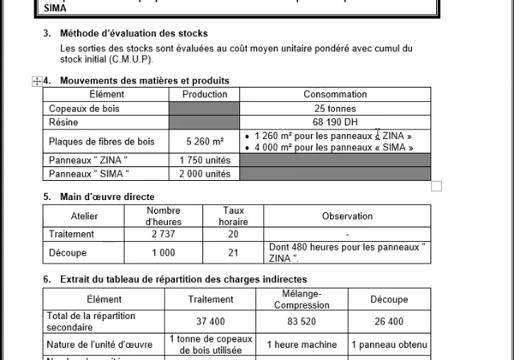 SIMA
3. Méthode d'évaluation des stocks
Les sorties des stocks sont évaluées au coût moyen unitaire pondéré avec cumul du
stock initial (C.M.U.P).
4. Mouvements des matières et produits
Élément Production Consommation
Copeaux de bois 25 tonnes
Résine 68 190 DH
Plaques de fibres de bois 5 260 m² • 1 260 m² pour les panneaux « ZINA »
• 4 000 m² pour les panneaux « SIMA »
Panneaux " ZINA " 1 750 unités
Panneaux " SIMA " 2 000 unités
5. Main d'œuvre directe
Atelier Nombre d'heures Taux horaire Observation
Traitement 2 737 20 -
Découpe 1 000 21 Dont 480 heures pour les panneaux "
ZINA ".
6. Extrait du tableau de répartition des charges indirectes
Élément Traitement Mélange-
Compression Découpe
Total de la répartition
secondaire 37 400 83 520 26 400
Nature de l'unité d'œuvre 1 tonne de copeaux
de bois utilisée 1 heure machine 1 panneau obtenu